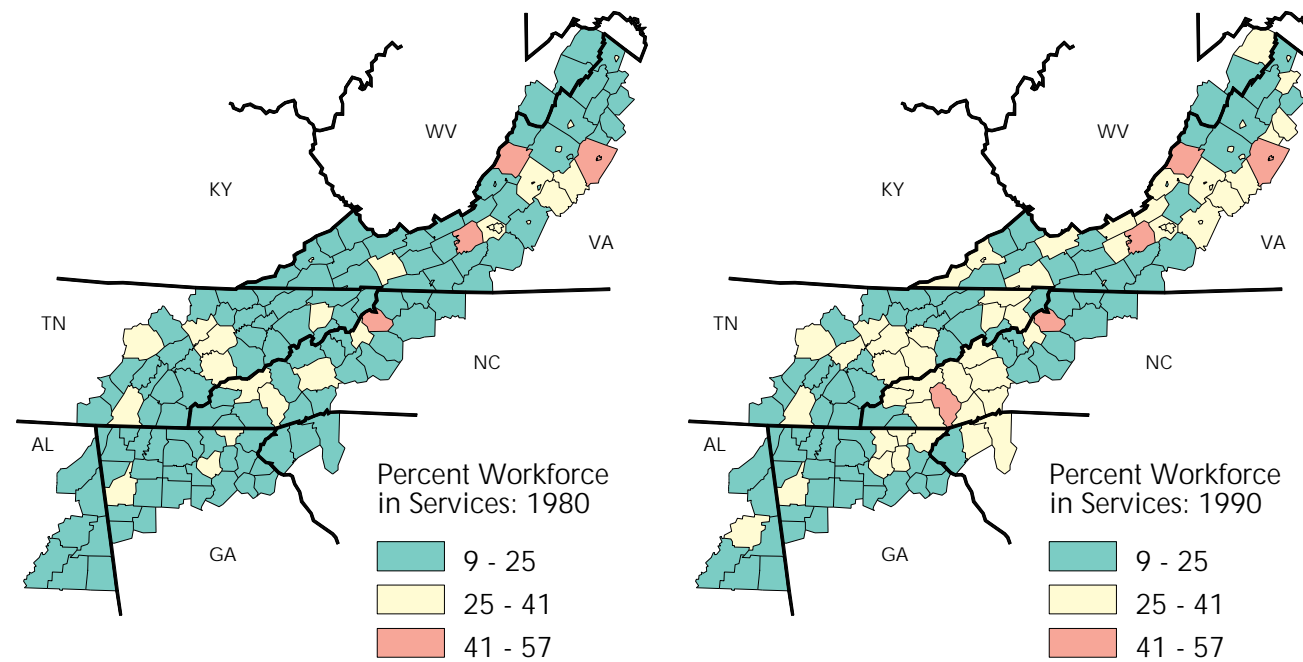 WV
KY
VA
TN
NC
AL
GA
Percent Workforce
in Services: 1980
9 - 25
25 - 41
41 - 57
WV
KY
VA
TN
NC
AL
GA
Percent Workforce
in Services: 1990
9 - 25
25 - 41
41 - 57